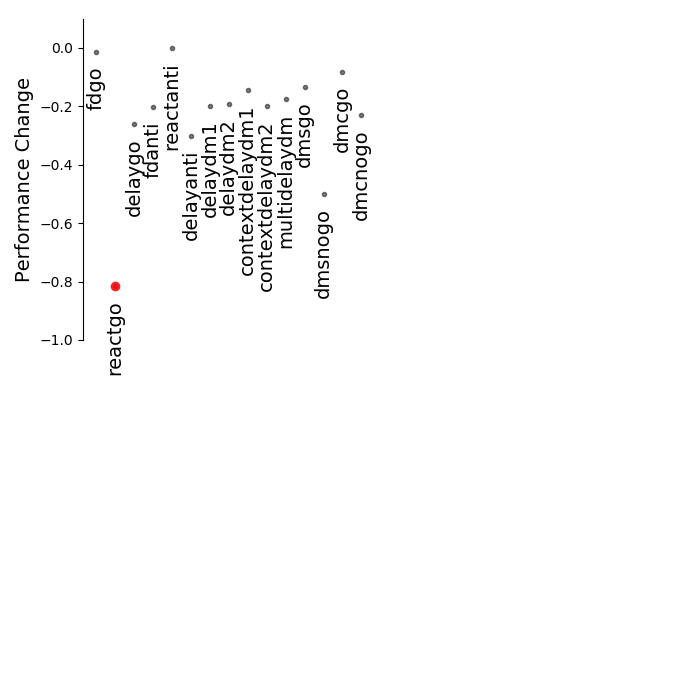 Performance Change
0.0
−0.2
−0.4
−0.6
−0.8
−1.0
fdgo
reactgo
delaygo
fdanti
reactanti
delayanti
delaydm1
delaydm2
contextdelaydm1
contextdelaydm2
multidelaydm
dmsgo
dmsnogo
dmcgo
dmcnogo